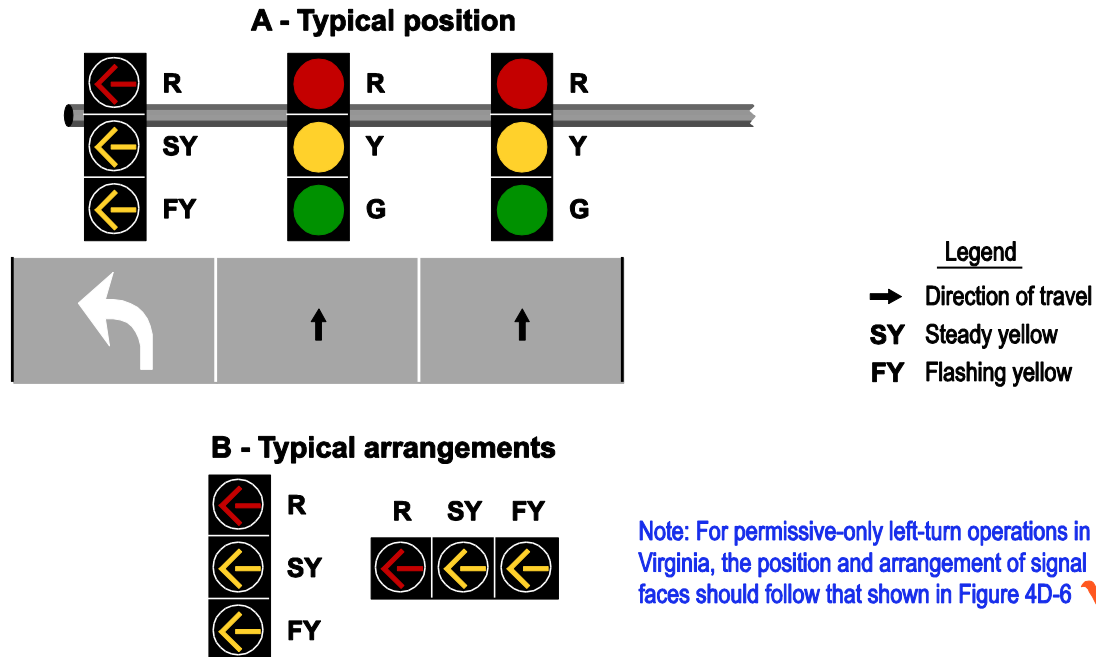 A - Typical position
R R R
SY Y Y
FY G G
Legend
Direction of travel
SY Steady yellow
FY Flashing yellow
B - Typical arrangements
R
SY
FY
R SY FY
Note: For permissive-only left-turn operations in
Virginia, the position and arrangement of signal
faces should follow that shown in Figure 4D-6